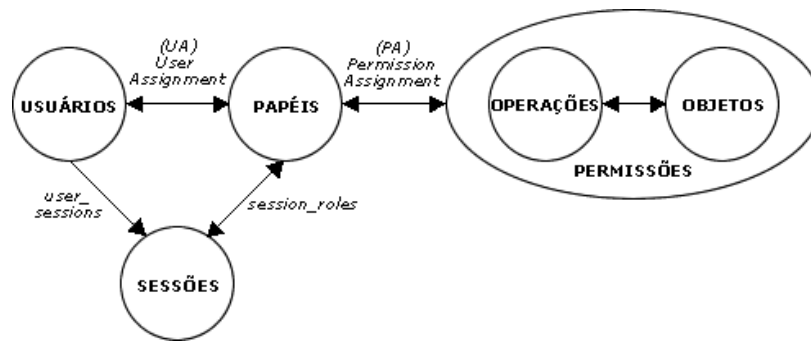 (UA)
User
Assignment
(PA)
Permission
Assignment
USUÁRIOS
PAPÉIS
OPERAÇÕES
OBJETOS
PERMISSÕES
user_
sessions
session_roles
SESSÕES